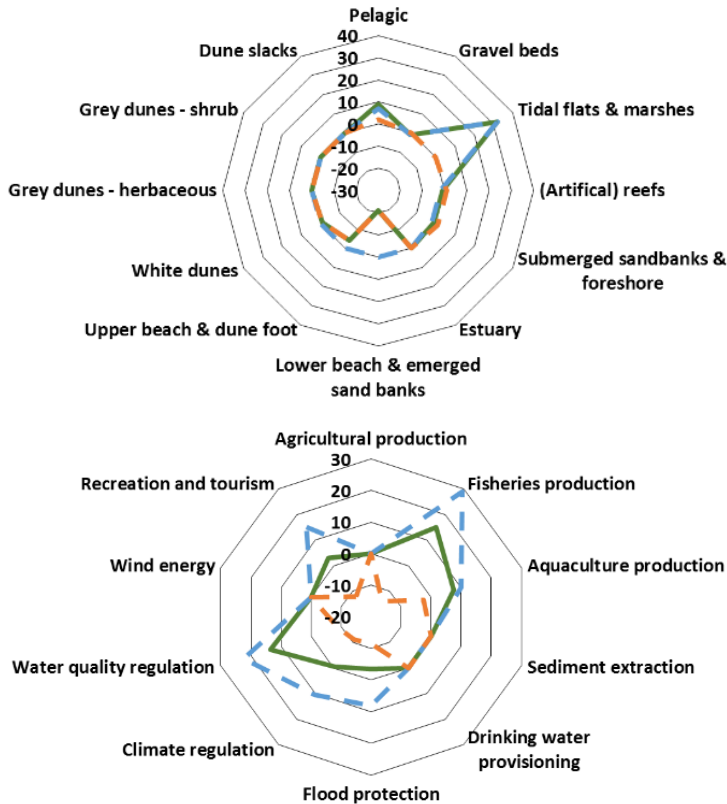 Pelagic
40
Dune slacks
30
Gravel beds
20
Grey dunes - shrub
10
Tidal flats & marshes
0
-10
-20
Grey dunes - herbaceous
-30
(Artifical) reefs
White dunes
Submerged sandbanks &
foreshore
Upper beach & dune foot
Estuary
Lower beach & emerged
sand banks
Agricultural production
30
Recreation and tourism
Fisheries production
20
10
Wind energy
0
Aquaculture production
-10
-20
Water quality regulation
Sediment extraction
Climate regulation
Drinking water
provisioning
Flood protection